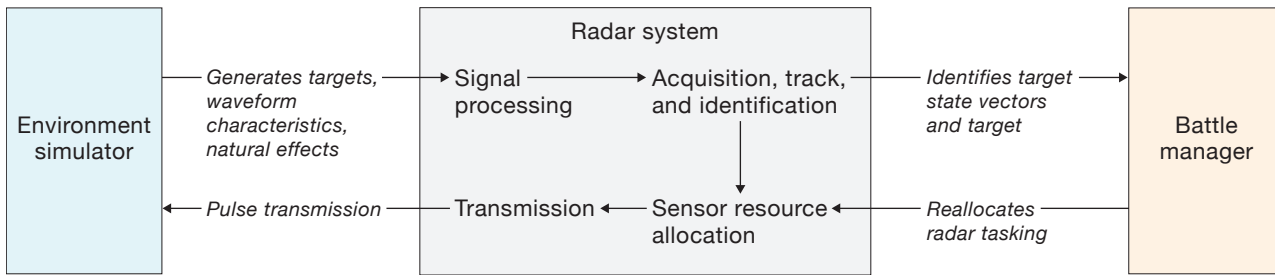 Radar system
Environment
simulator
Generates targets,
waveform
characteristics,
natural effects
Signal
processing
Acquisition, track,
and identification
Identifies target
state vectors
and target
Battle
manager
Pulse transmission
Transmission
Sensor resource
allocation
Reallocates
radar tasking